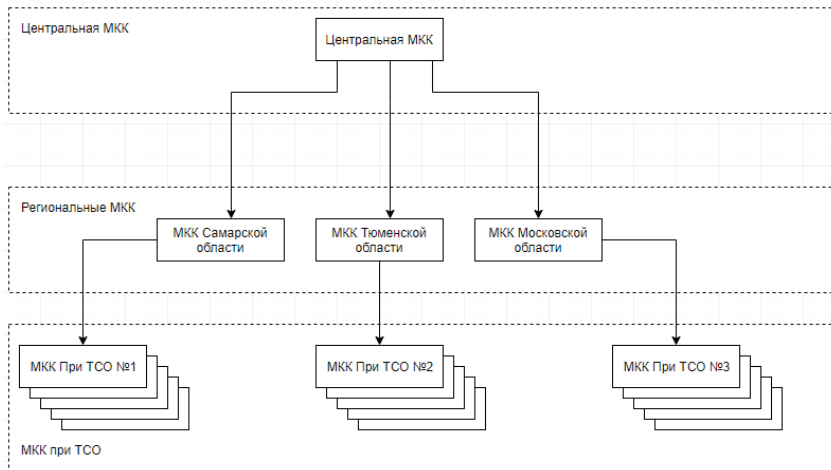 Центральная МКК
Центральная МКК
Региональные МКК
МКК Самарской
области
МКК Тюменской
области
МКК Московской
области
МКК При ТСО №1
МКК При ТСО №2
МКК При ТСО №3
МКК при ТСО